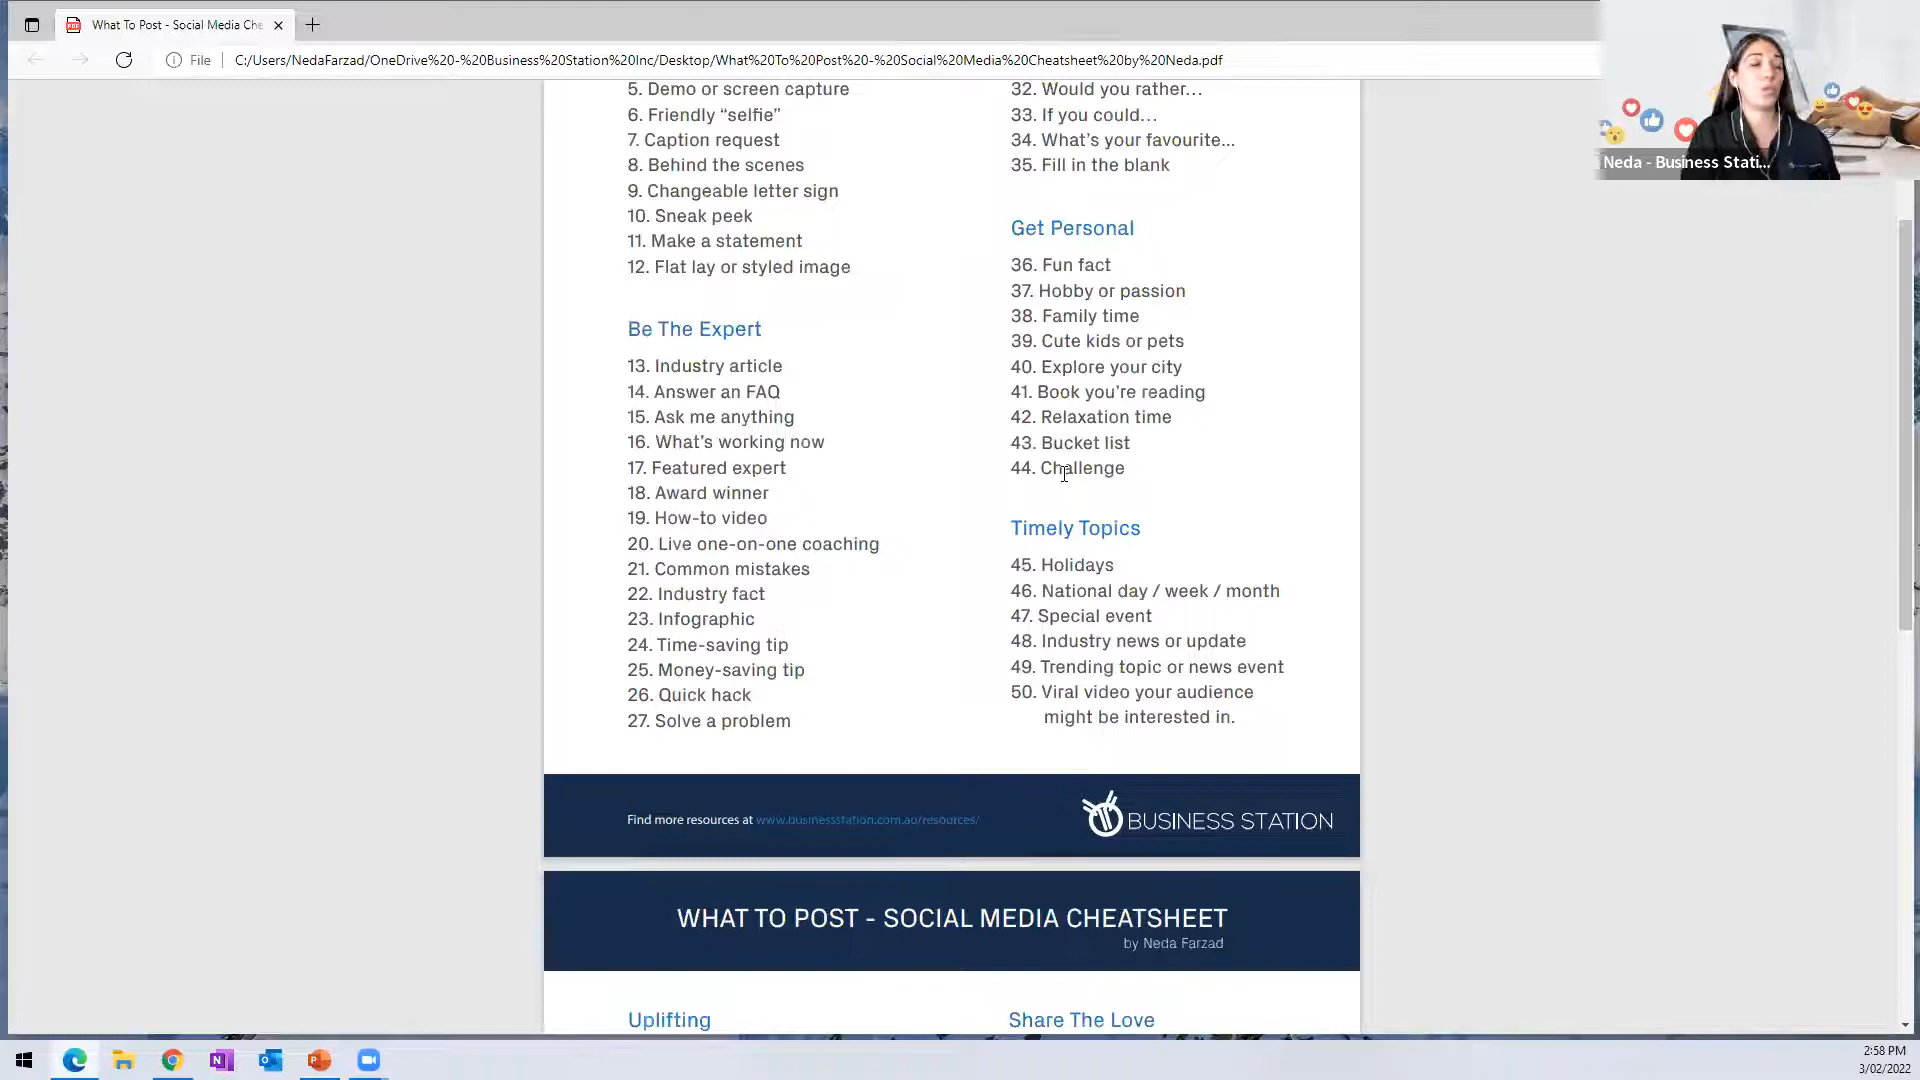 What To Post - Social Media Che
File
C:/Users/NedaFarzad/OneDrive%20-%20Business%20Station%20Inc/Desktop/What%20To%20Post%20-%20Social%20Media%20Cheatsheet%20by%20Neda.pdf
Neda - Business Stati...
5. Demo or screen capture
6. Friendly “selfie”
7. Caption request
8. Behind the scenes
9. Changeable letter sign
10. Sneak peek
11. Make a statement
12. Flat lay or styled image
Be The Expert
13. Industry article
14. Answer an FAQ
15. Ask me anything
16. What’s working now
17. Featured expert
18. Award winner
19. How-to video
20. Live one-on-one coaching
21. Common mistakes
22. Industry fact
23. Infographic
24. Time-saving tip
25. Money-saving tip
26. Quick hack
27. Solve a problem
32. Would you rather...
33. If you could...
34. What’s your favourite...
35. Fill in the blank
Get Personal
36. Fun fact
37. Hobby or passion
38. Family time
39. Cute kids or pets
40. Explore your city
41. Book you’re reading
42. Relaxation time
43. Bucket list
44. Challenge
Timely Topics
45. Holidays
46. National day / week / month
47. Special event
48. Industry news or update
49. Trending topic or news event
50. Viral video your audience
might be interested in.
Find more resources at www.businessstation.com.au/resources/
BUSINESS STATION
WHAT TO POST - SOCIAL MEDIA CHEATSHEET
by Neda Farzad
Uplifting
Share The Love
2:58 PM
3/02/2022